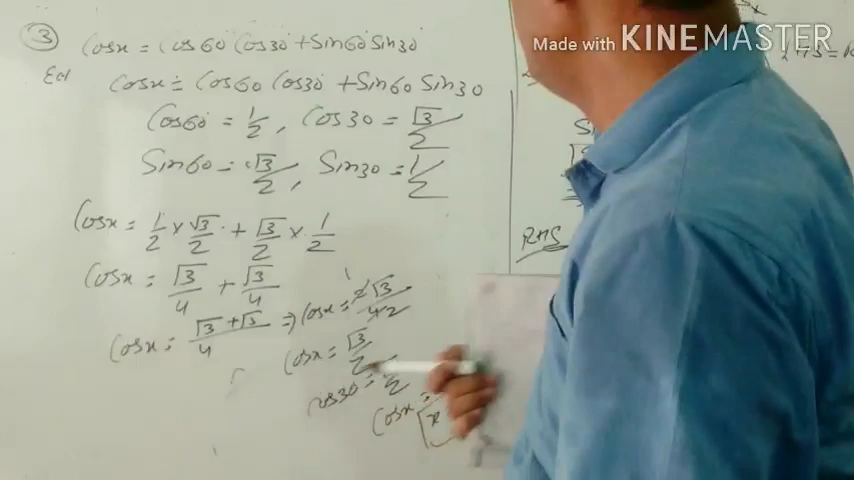 Made with KINEMASTER
③ Cosx = Cos60 Cos30 + Sin60 Sin30
Cosx = Cos60 Cos30 + Sin60 Sin30
Cos60 = 1/2, Cos30 = √3/2
Sin60 = √3/2, Sin30 = 1/2
Cosx = 1/2 × √3/2 + √3/2 × 1/2
Cosx = √3/4 + √3/4
Cosx = √3+√3/4 => Cosx = 2√3/4 2
Cosx = √3/2
Cos30 =
Cosx =
x
RHS